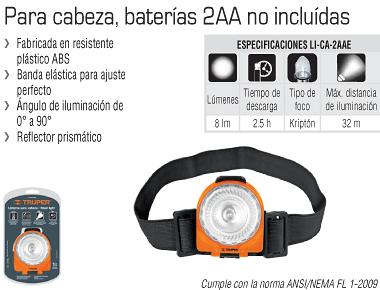 Para cabeza, baterías 2AA no incluídas
Fabricada en resistente
plástico ABS
Banda elástica para ajuste
perfecto
Ángulo de iluminación de
0° a 90°
Reflector prismático
ESPECIFICACIONES LI-CA-2AAE
Lúmenes
Tiempo de
descarga
Tipo de
foco
Máx. distancia
de iluminación
8 lm
2.5 h
Kriptón
32 m
TRUPER
Cumple con la norma ANSI/NEMA FL 1-2009